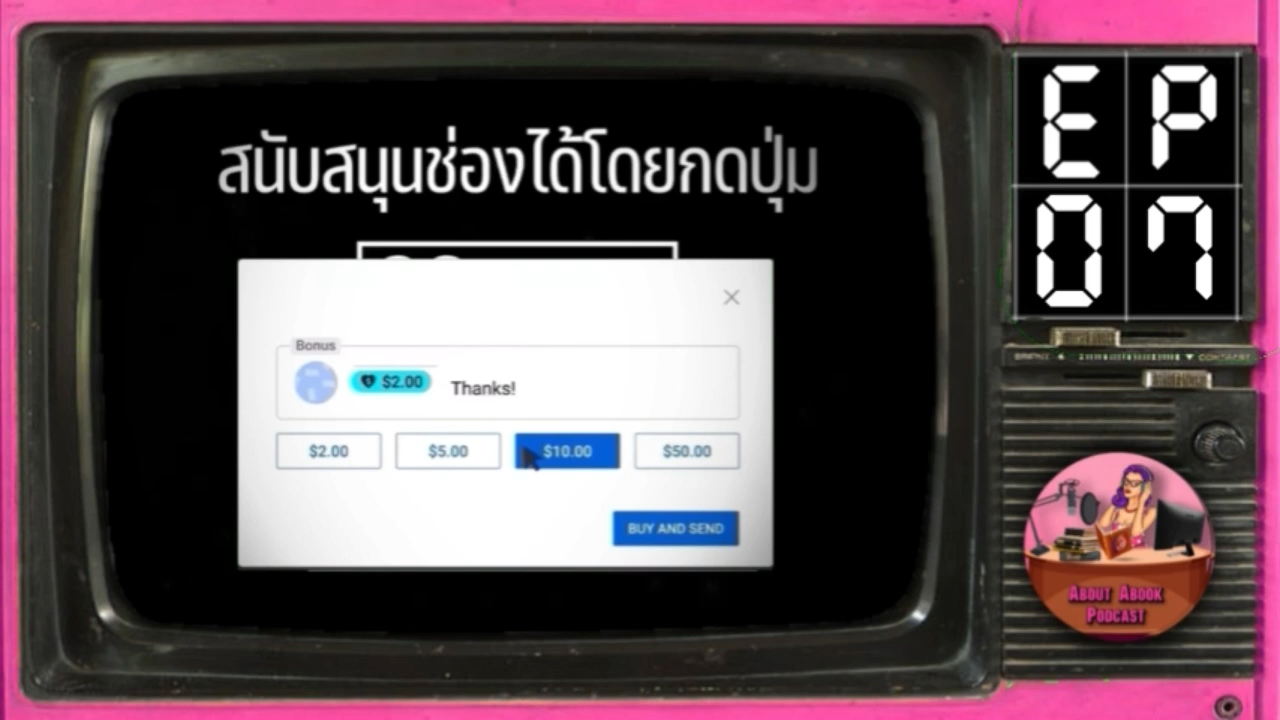 สนับสนุนช่องได้โดยกดปุ่ม
Bonus
$2.00 Thanks!
$2.00 $5.00 $10.00 $50.00
BUY AND SEND
EP
07
CONTRAST
ABOUT ABOOK
PODCAST